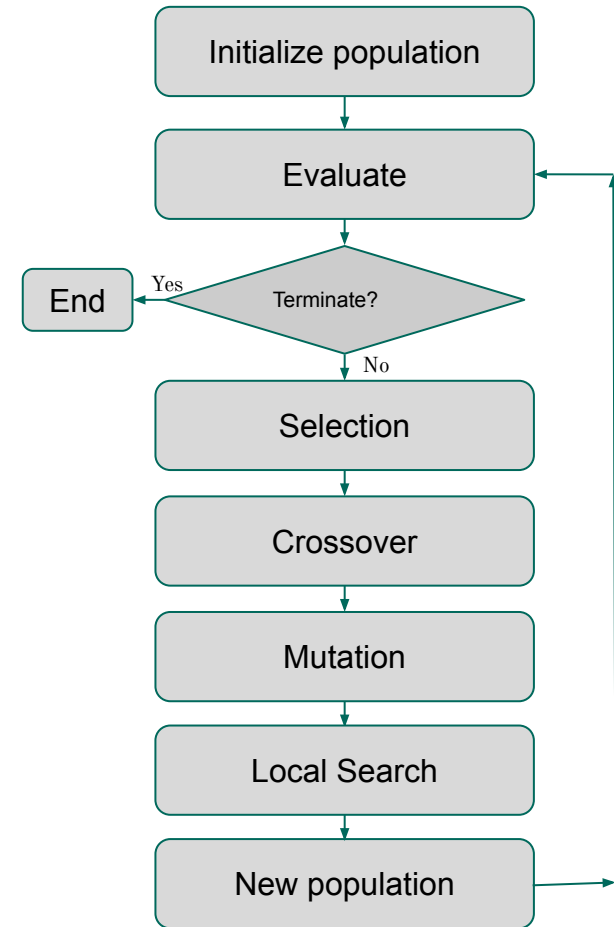 Initialize population
Evaluate
Terminate?
Yes
End
No
Selection
Crossover
Mutation
Local Search
New population